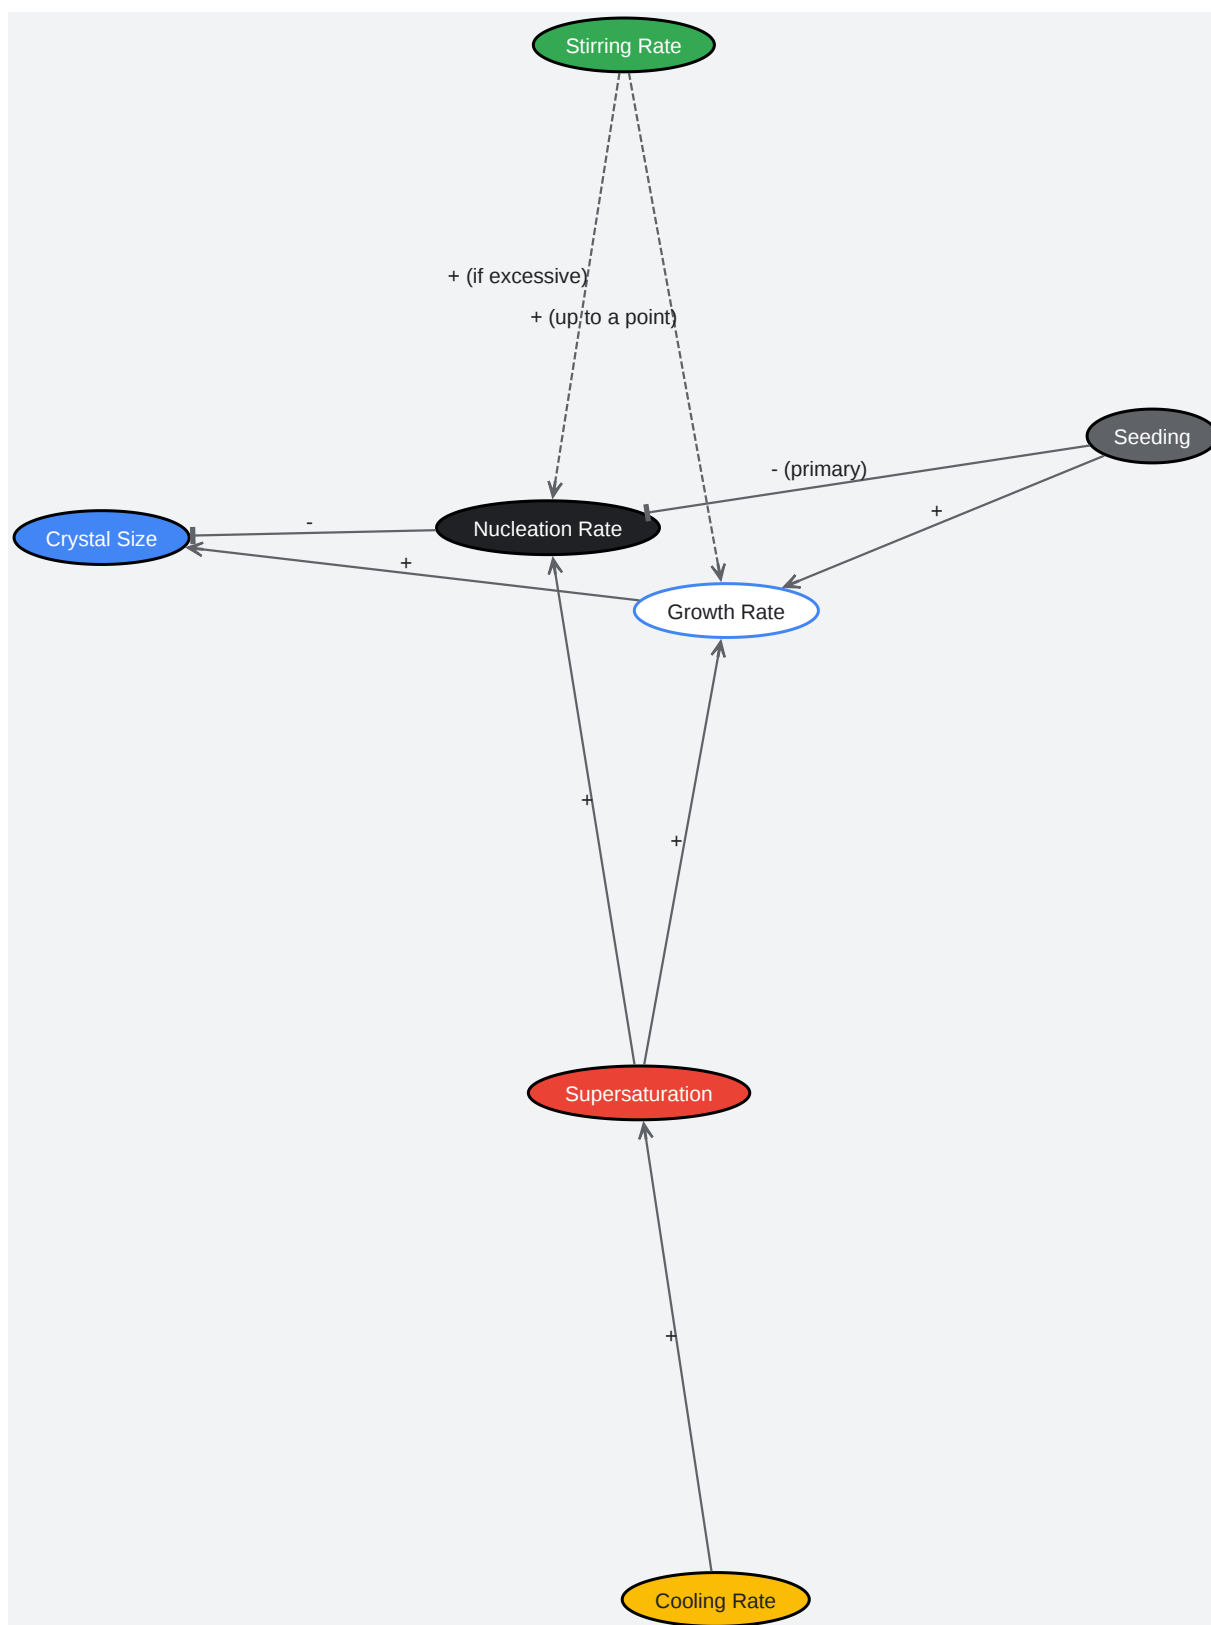 Stirring Rate
+ (if excessive)
+ (up to a point)
Seeding
- (primary)
+
-
Nucleation Rate
Crystal Size
+
Growth Rate
+
+
Supersaturation
+
Cooling Rate